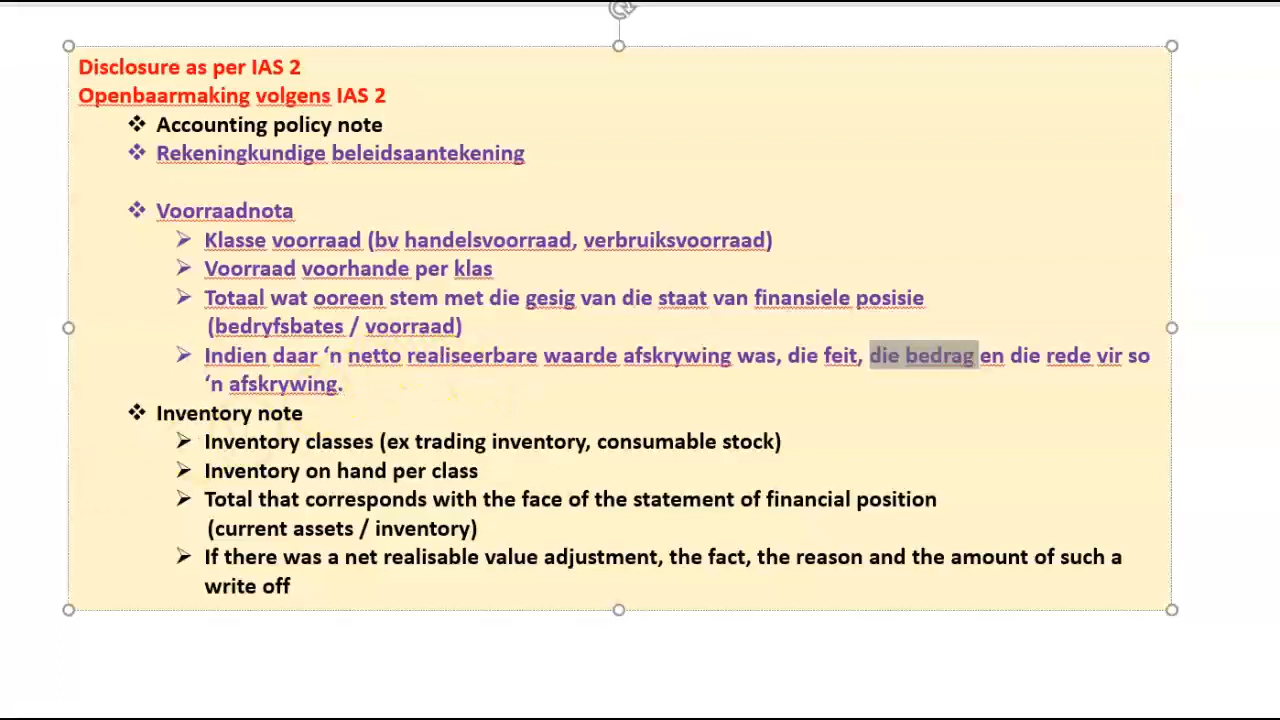 Disclosure as per IAS 2
Openbaarmaking volgens IAS 2
❖ Accounting policy note
❖ Rekeningkundige beleidsaantekening
❖ Voorraadnota
➢ Klasse voorraad (bv handelsvoorraad, verbruiksvoorraad)
➢ Voorraad voorhande per klas
➢ Totaal wat ooreen stem met die gesig van die staat van finansiele posisie
(bedryfsbates / voorraad)
➢ Indien daar ‘n netto realiseerbare waarde afskrywing was, die feit, die bedrag en die rede vir so
‘n afskrywing.
❖ Inventory note
➢ Inventory classes (ex trading inventory, consumable stock)
➢ Inventory on hand per class
➢ Total that corresponds with the face of the statement of financial position
(current assets / inventory)
➢ If there was a net realisable value adjustment, the fact, the reason and the amount of such a
write off